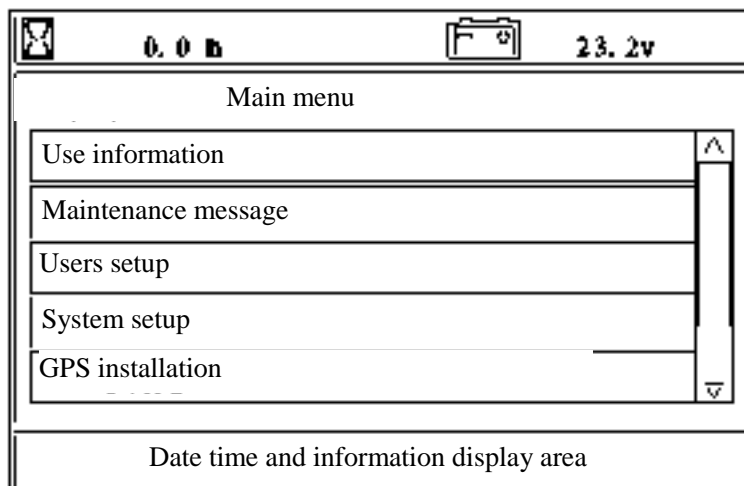 0.0 h 23.2v
Main menu
Use information
Maintenance message
Users setup
System setup
GPS installation
Date time and information display area